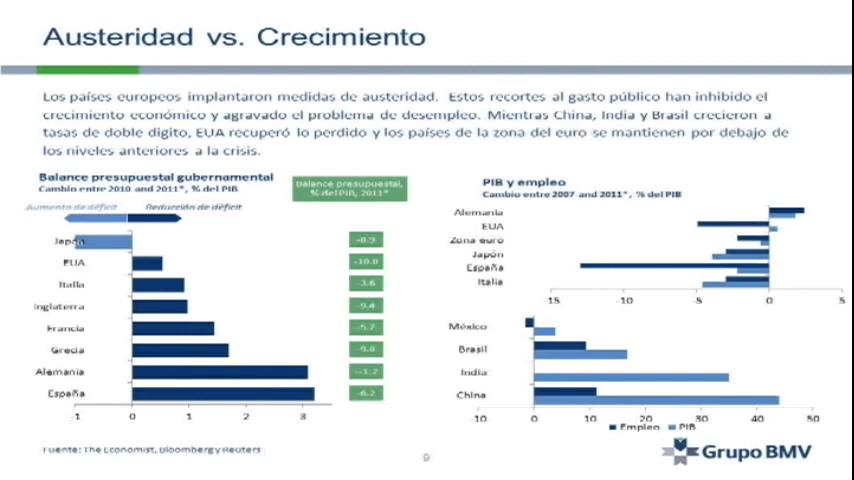 Austeridad vs. Crecimiento
Los países europeos implantaron medidas de austeridad. Estos recortes al gasto público han inhibido el
crecimiento económico y agravado el problema de desempleo. Mientras China, India y Brasil crecieron a
tasas de doble digito, EUA recuperó lo perdido y los países de la zona del euro se mantienen por debajo de
los niveles anteriores a la crisis.
Balance presupuestal gubernamental
Cambio entre 2010 and 2011*, % del PIB
Aumento de déficit
Reducción de déficit
Balance presupuestal,
% del PIB, 2011*
Japón
-8.9
EUA
-10.0
Italia
-3.6
Inglaterra
-9.4
Francia
-5.7
Grecia
-9.8
Alemania
-1.2
España
-6.2
-1 0 1 2 3
PIB y empleo
Cambio entre 2007 and 2011*, % del PIB
Alemania
EUA
Zona euro
Japón
España
Italia
-15 -10 -5 0 5
México
Brasil
India
China
-10 0 10 20 30 40 50
Empleo PIB
Fuente: The Economist, Bloomberg y Reuters
9
Grupo BMV